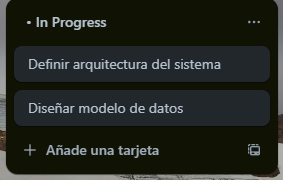 • In Progress
Definir arquitectura del sistema
Diseñar modelo de datos
Añade una tarjeta